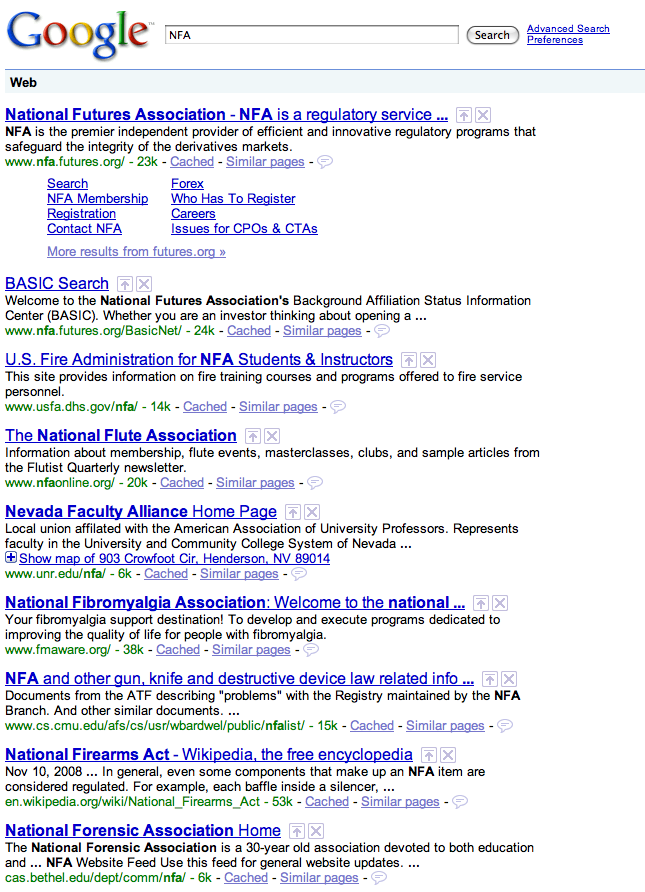 Google™ NFA Search Advanced Search
Preferences
Web
National Futures Association - NFA is a regulatory service ...
NFA is the premier independent provider of efficient and innovative regulatory programs that
safeguard the integrity of the derivatives markets.
www.nfa.futures.org/ - 23k - Cached - Similar pages -
Search Forex
NFA Membership Who Has To Register
Registration Careers
Contact NFA Issues for CPOs & CTAs
More results from futures.org »
BASIC Search
Welcome to the National Futures Association's Background Affiliation Status Information
Center (BASIC). Whether you are an investor thinking about opening a ...
www.nfa.futures.org/BasicNet/ - 24k - Cached - Similar pages -
U.S. Fire Administration for NFA Students & Instructors
This site provides information on fire training courses and programs offered to fire service
personnel.
www.usfa.dhs.gov/nfa/ - 14k - Cached - Similar pages -
The National Flute Association
Information about membership, flute events, masterclasses, clubs, and sample articles from
the Flutist Quarterly newsletter.
www.nfaonline.org/ - 20k - Cached - Similar pages -
Nevada Faculty Alliance Home Page
Local union affilated with the American Association of University Professors. Represents
faculty in the University and Community College System of Nevada ...
Show map of 903 Crowfoot Cir, Henderson, NV 89014
www.unr.edu/nfa/ - 6k - Cached - Similar pages -
National Fibromyalgia Association: Welcome to the national ...
Your fibromyalgia support destination! To develop and execute programs dedicated to
improving the quality of life for people with fibromyalgia.
www.fmaware.org/ - 38k - Cached - Similar pages -
NFA and other gun, knife and destructive device law related info ...
Documents from the ATF describing "problems" with the Registry maintained by the NFA
Branch. And other similar documents. ...
www.cs.cmu.edu/afs/cs/usr/wbardwel/public/nfalist/ - 15k - Cached - Similar pages -
National Firearms Act - Wikipedia, the free encyclopedia
Nov 10, 2008 ... In general, even some components that make up an NFA item are
considered regulated. For example, each baffle inside a silencer, ...
en.wikipedia.org/wiki/National_Firearms_Act - 53k - Cached - Similar pages -
National Forensic Association Home
The National Forensic Association is a 30-year old association devoted to both education
and ... NFA Website Feed Use this feed for general website updates. ...
cas.bethel.edu/dept/comm/nfa/ - 6k - Cached - Similar pages -